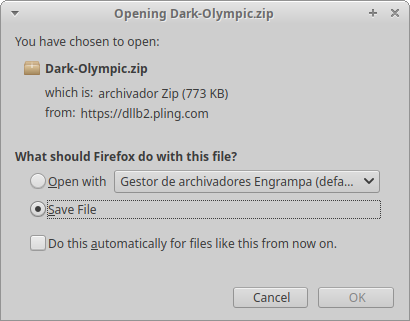 Opening Dark-Olympic.zip
You have chosen to open:
Dark-Olympic.zip
which is: archivador Zip (773 KB)
from: https://dllb2.pling.com
What should Firefox do with this file?
Open with Gestor de archivadores Engrampa (defa...
Save File
Do this automatically for files like this from now on.
Cancel OK